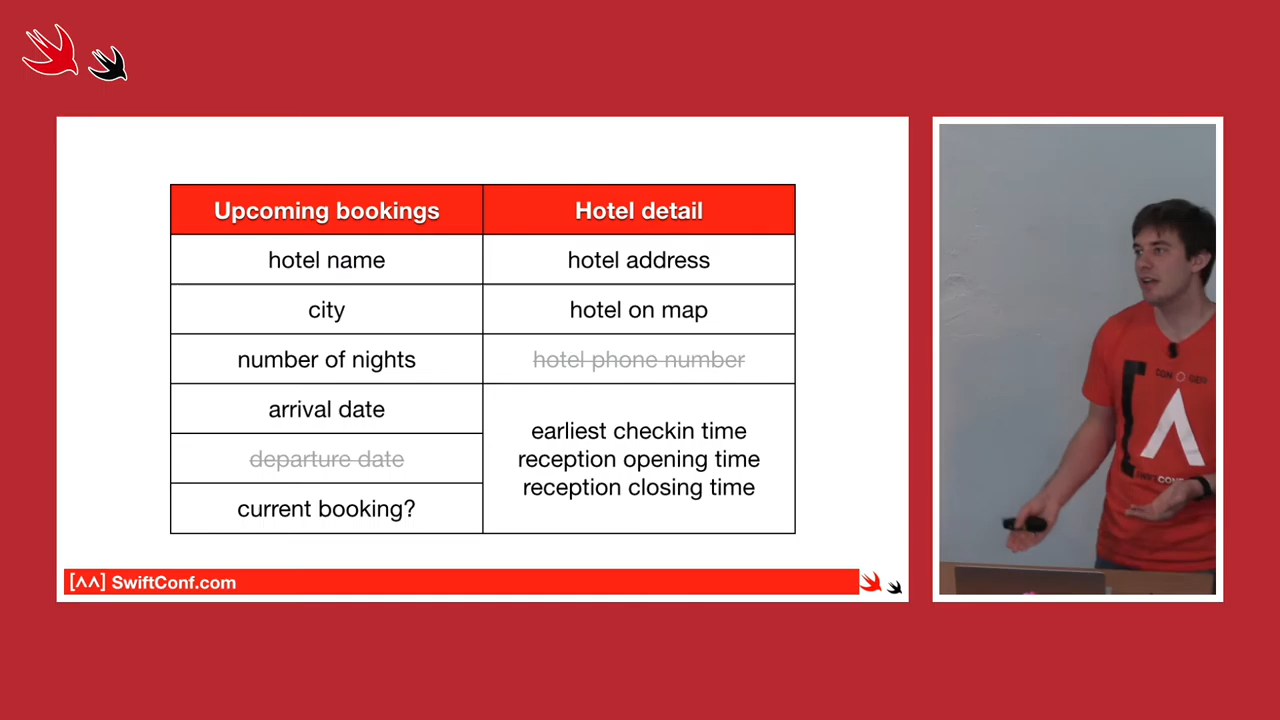 Upcoming bookings
Hotel detail
hotel name
hotel address
city
hotel on map
number of nights
hotel phone number
arrival date
earliest checkin time
reception opening time
reception closing time
departure date
current booking?
[^^] SwiftConf.com